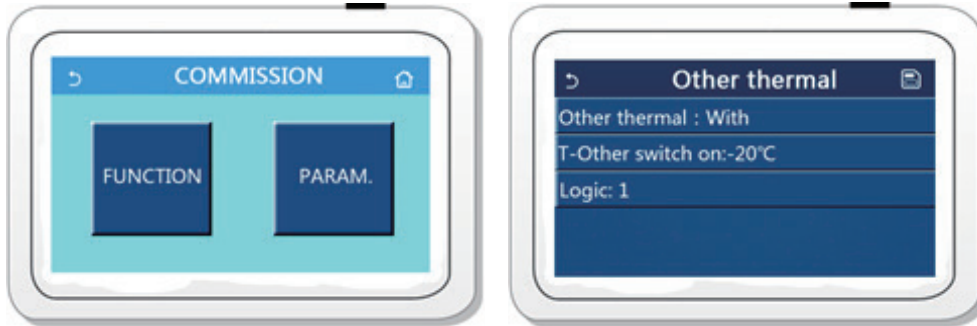 COMMISSION
FUNCTION
PARAM.
Other thermal
Other thermal : With
T-Other switch on:-20℃
Logic: 1